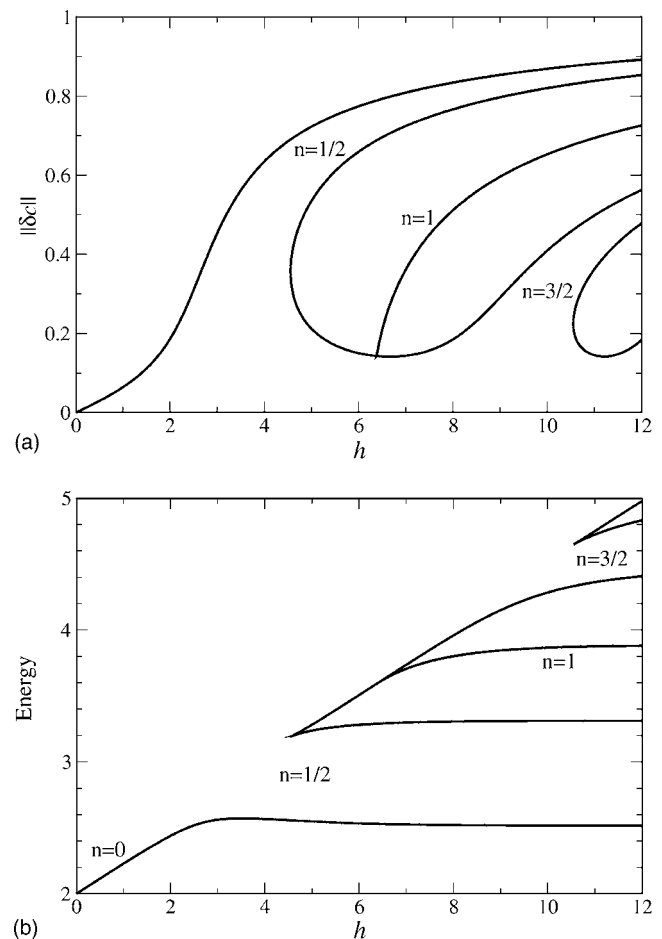 1
0.8
0.6
0.4
0.2
0
||δc||
n=1/2
n=1
n=3/2
0 2 4 6 8 10 12
(a)
h
5
4
3
2
Energy
n=3/2
n=1
n=1/2
n=0
0 2 4 6 8 10 12
(b)
h